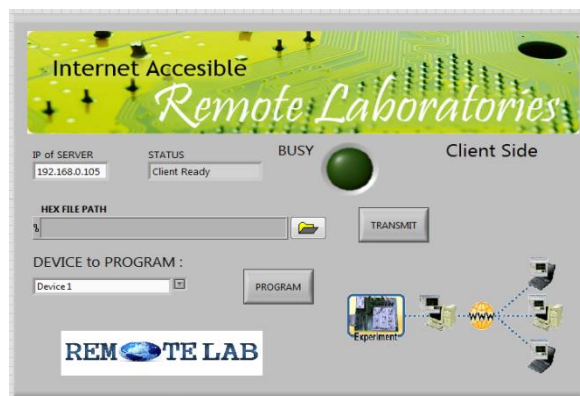 Internet Accesible
Remote Laboratories
IP of SERVER
STATUS
BUSY
Client Side
192.168.0.105
Client Ready
HEX FILE PATH
TRANSMIT
DEVICE to PROGRAM :
Device 1
PROGRAM
WWW
Experiment
REMOTE LAB